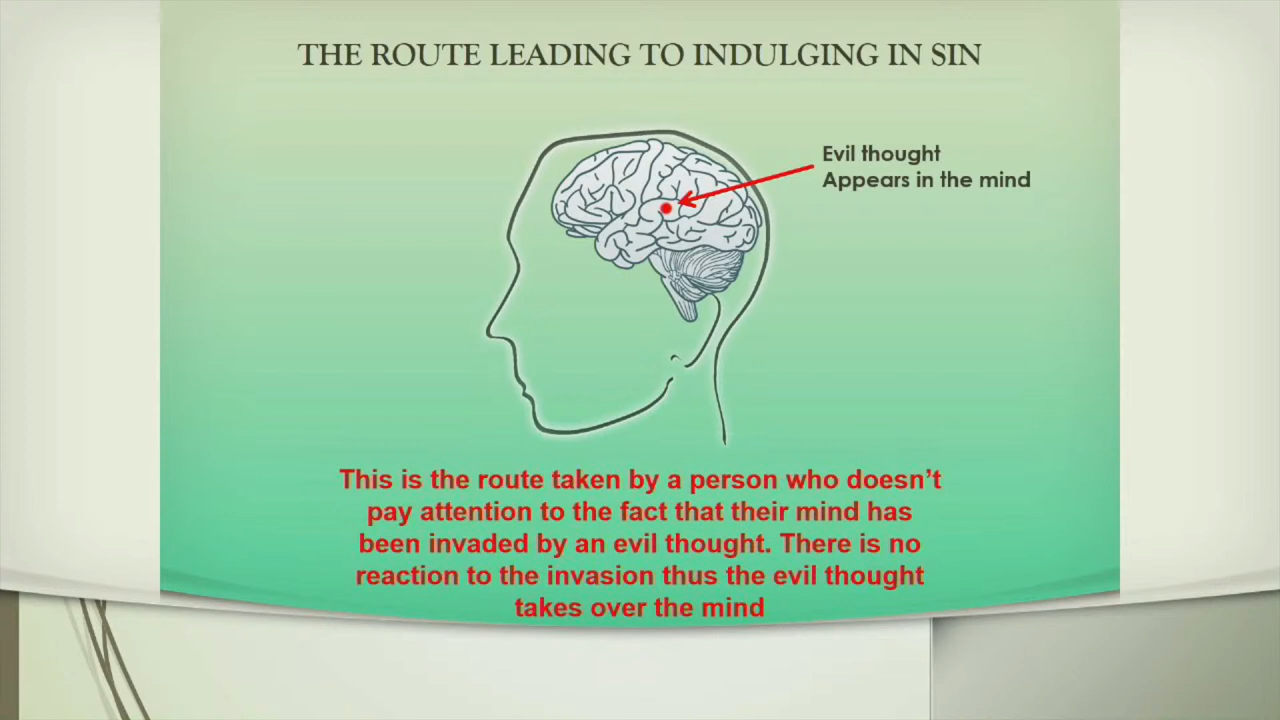 THE ROUTE LEADING TO INDULGING IN SIN
Evil thought
Appears in the mind
This is the route taken by a person who doesn’t
pay attention to the fact that their mind has
been invaded by an evil thought. There is no
reaction to the invasion thus the evil thought
takes over the mind